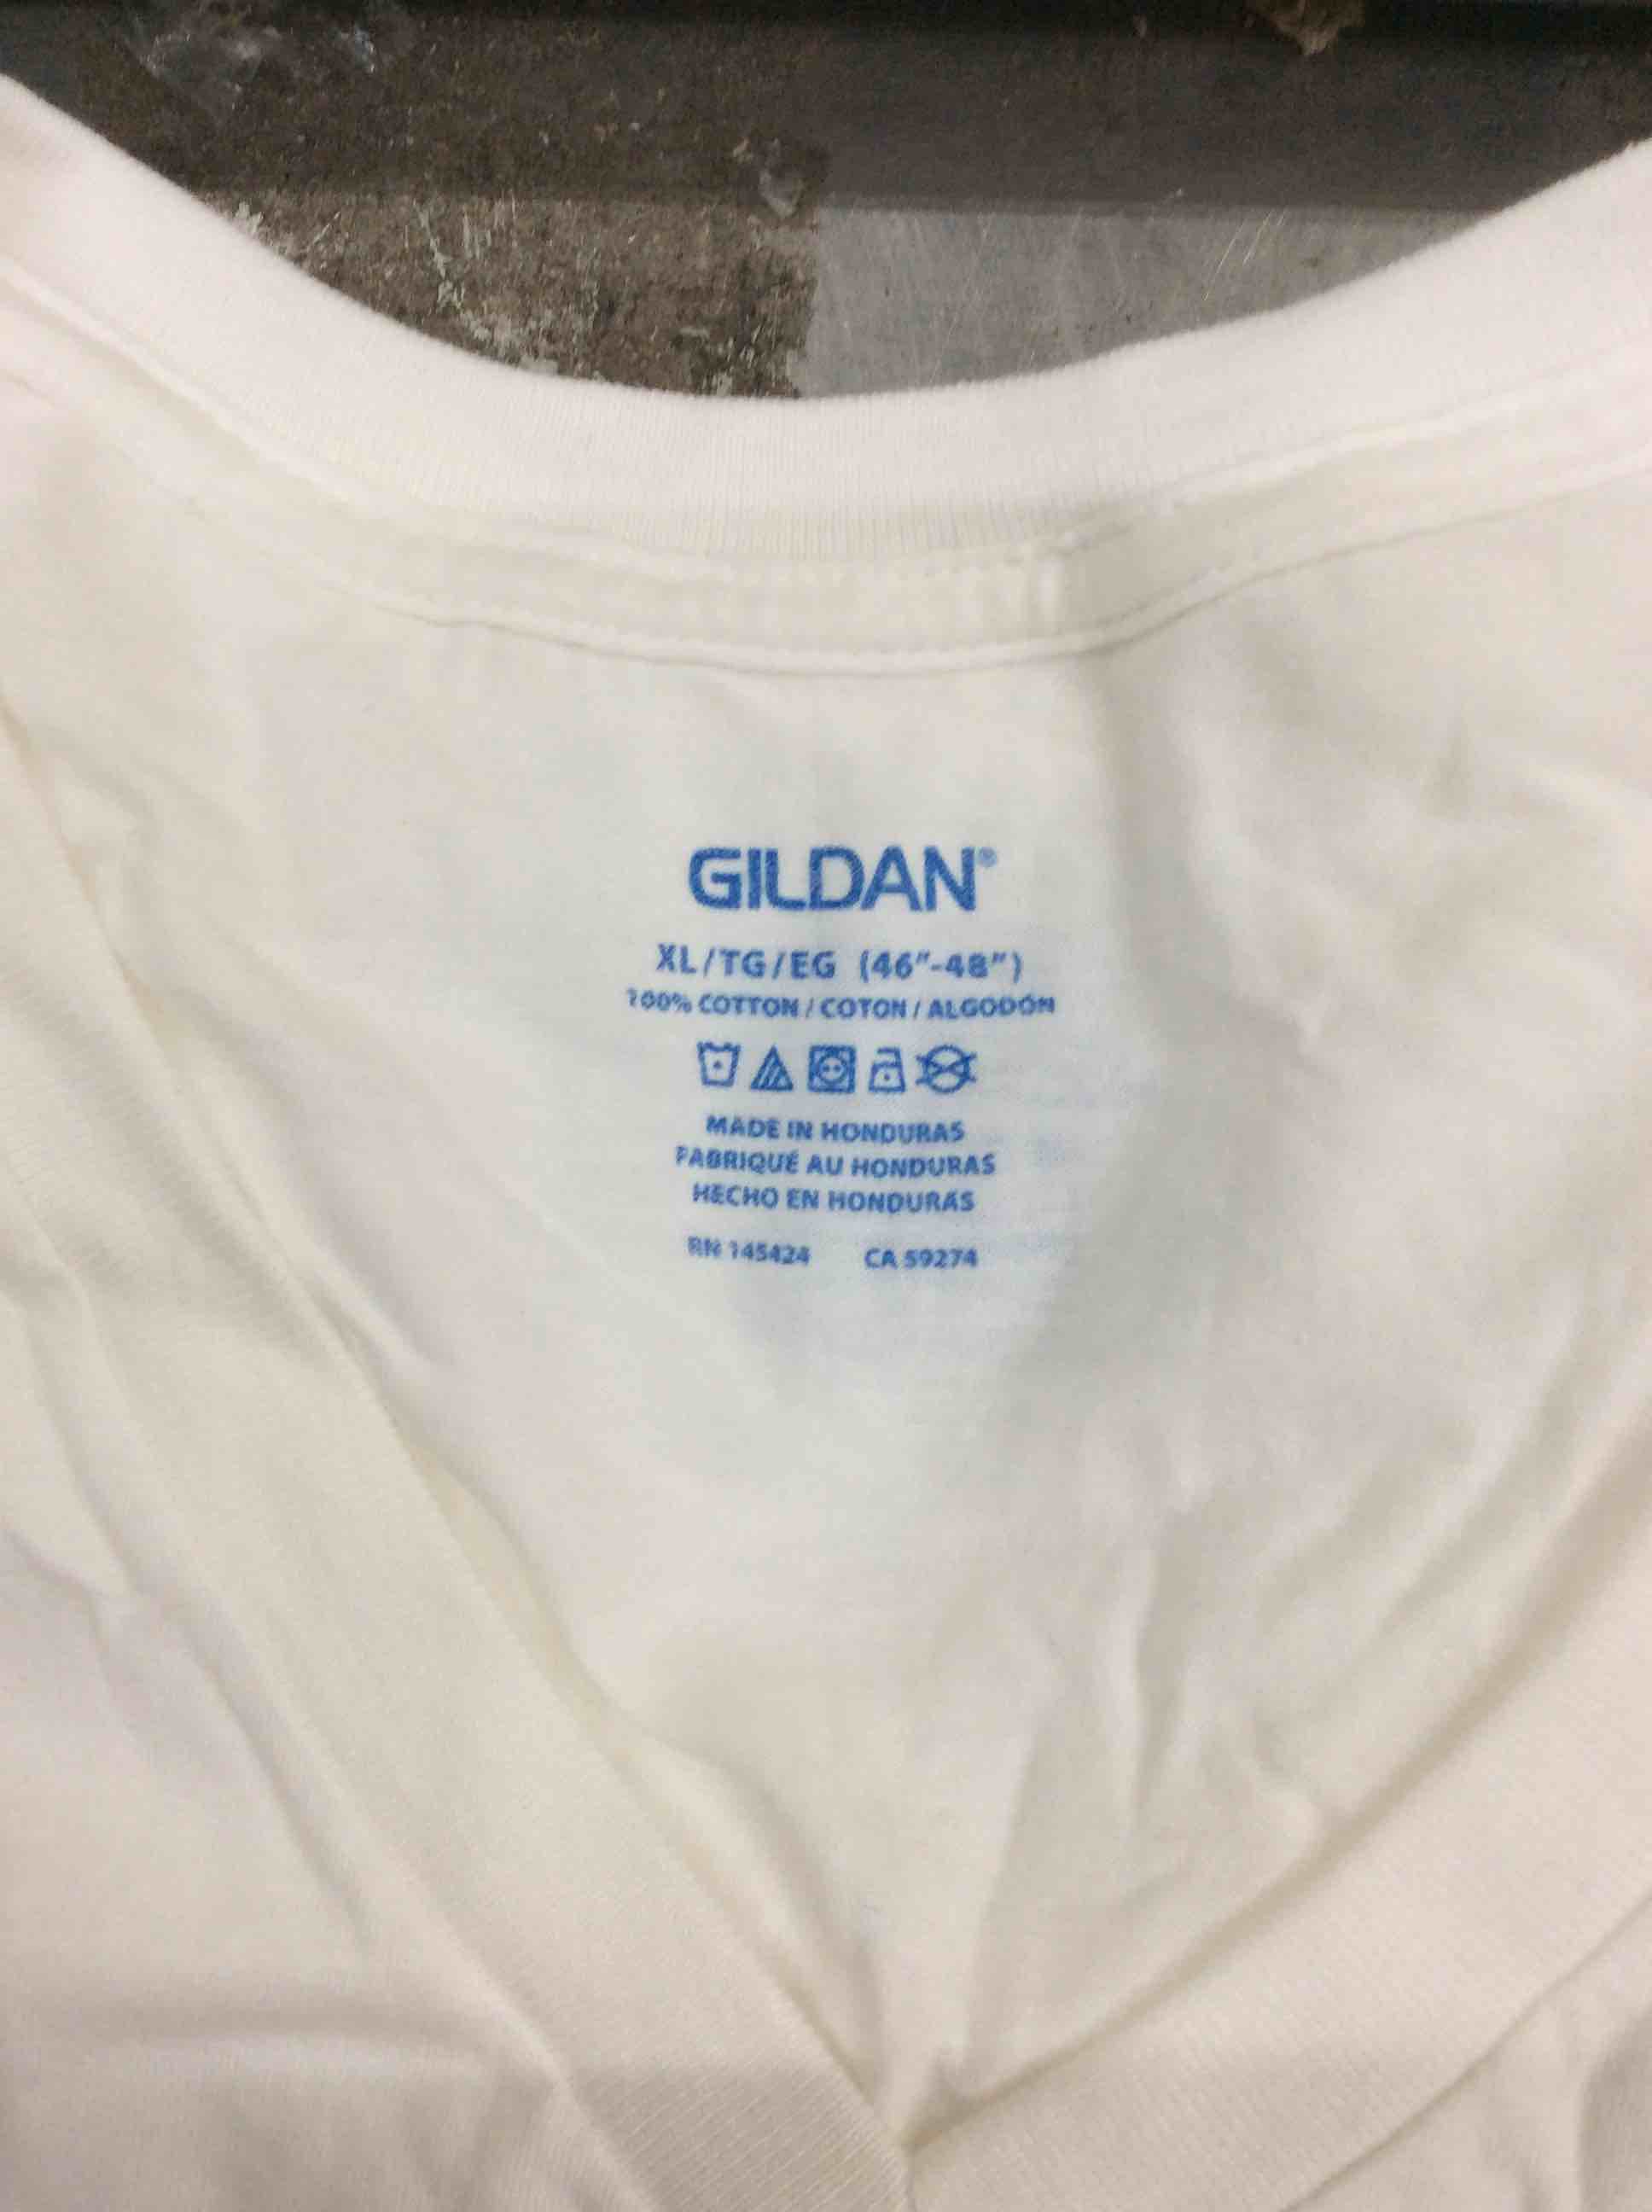 GILDAN®
XL/TG/EG (46"-48")
100% COTTON / COTON / ALGODÓN
MADE IN HONDURAS
FABRIQUÉ AU HONDURAS
HECHO EN HONDURAS
RN 145424 CA 59274